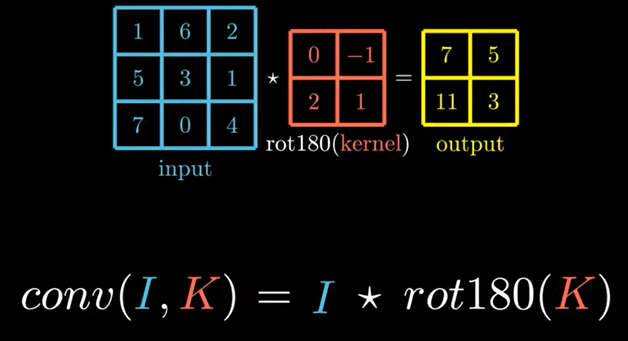 1 6 2
5 3 1
7 0 4
input
⋆
0 −1
2 1
rot180(kernel)
=
7 5
11 3
output
conv(I, K) = I ⋆ rot180(K)